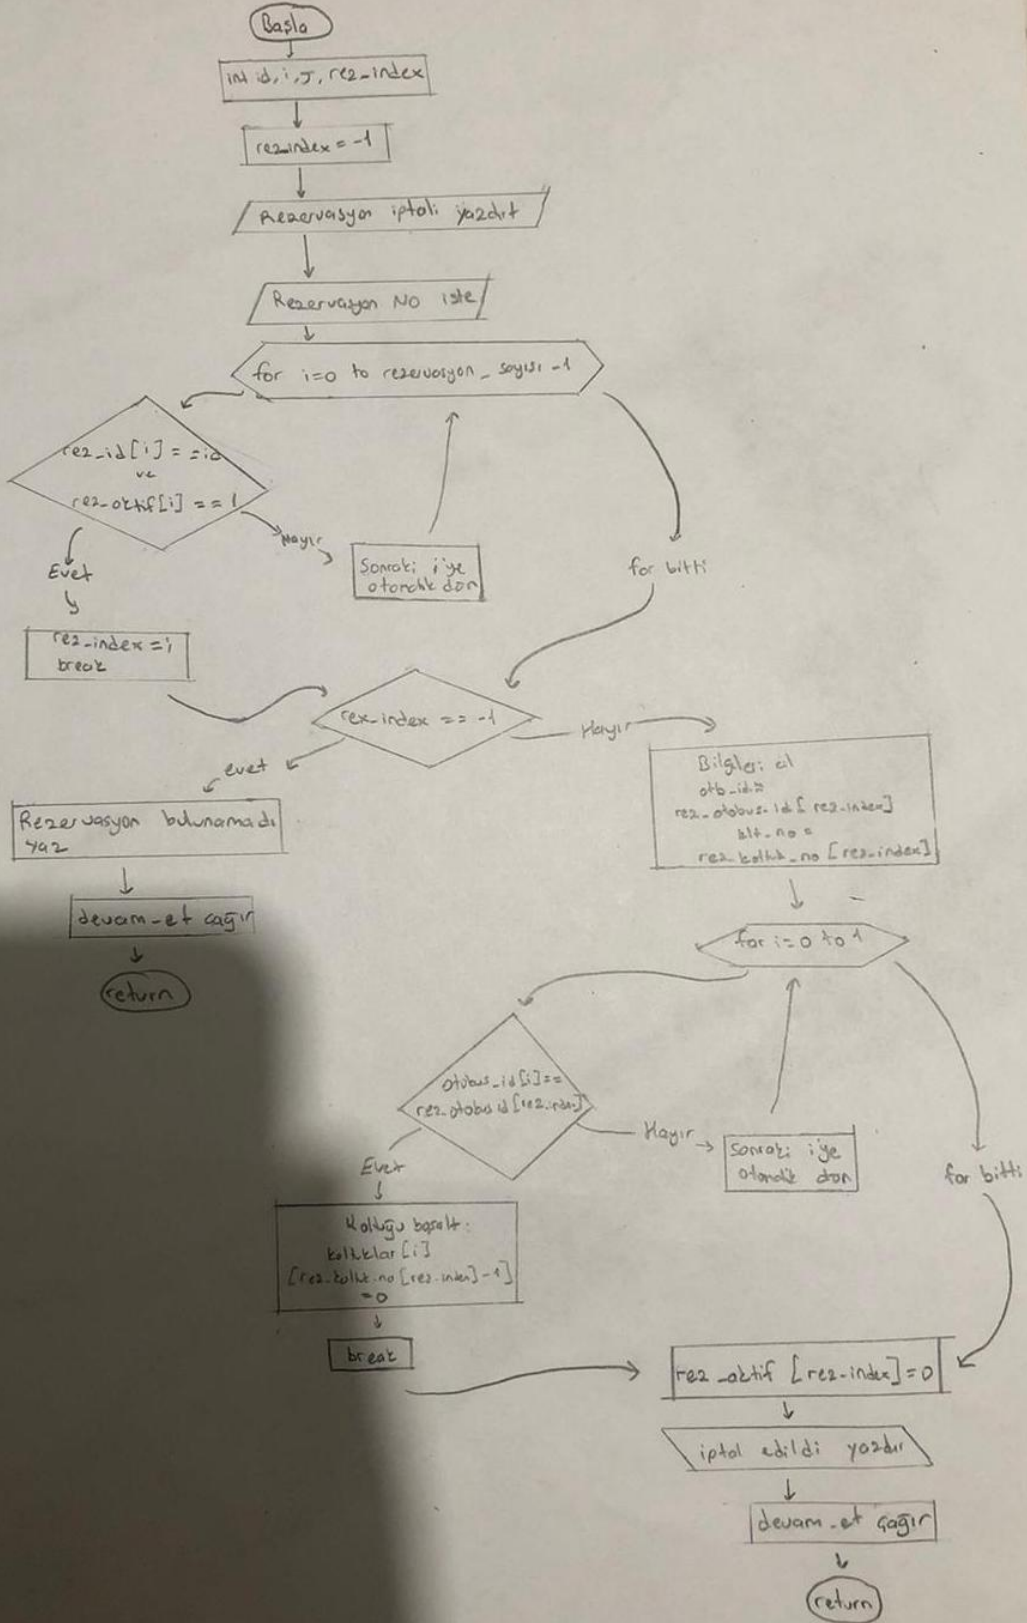 Başla
int id, i, J, rez_index
rez_index = -1
Rezervasyon iptali yazdır
Rezervasyon No iste
for i=0 to rezervasyon_sayısı -1
rez_id[i] = =id
ve
rez_aktif[i] == 1
Hayır
Evet
Sonraki i'ye
otomatik dön
for bitti
rez_index = i
break
rex_index == -1
Hayır
evet
Bilgileri al
otb_id=
rez_otobus_id[rez_index]
klt_no =
rez_koltuk_no [rez_index]
Rezervasyon bulunamadı
yaz
devam_et çağır
return
for i=0 to 1
otobus_id[i]==
rez_otobus id [rez_index]
Hayır
Evet
Sonraki i'ye
otomatik dön
for bitti
Koltuğu boşalt:
koltuklar[i]
[rez_koltuk_no[rez_index]-1]
=0
break
rez_aktif [rez_index]=0
iptal edildi yazdır
devam_et çağır
return